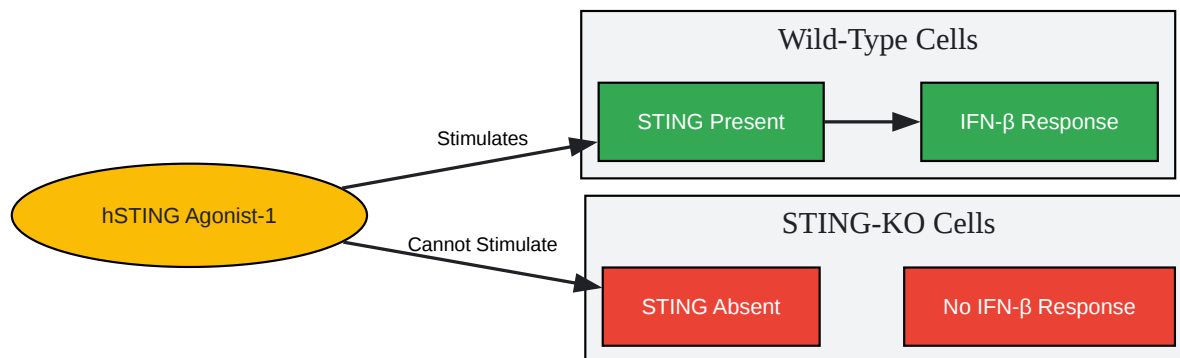 Wild-Type Cells
STING Present
IFN-β Response
Stimulates
hSTING Agonist-1
Cannot Stimulate
STING-KO Cells
STING Absent
No IFN-β Response